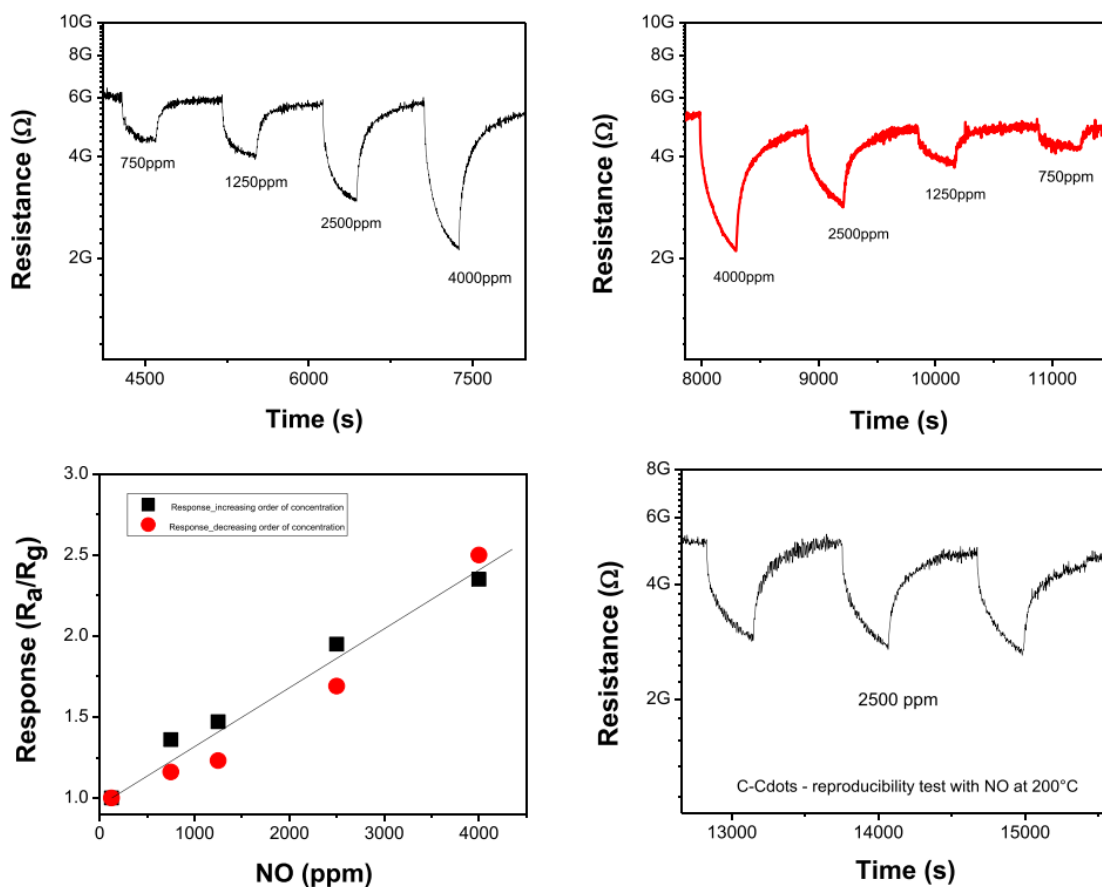 10G
8G
6G
4G
2G
Resistance (Ω)
750ppm
1250ppm
2500ppm
4000ppm
4500 6000 7500
Time (s)
10G
8G
6G
4G
2G
Resistance (Ω)
4000ppm
2500ppm
1250ppm
750ppm
8000 9000 10000 11000
Time (s)
3.0
2.5
2.0
1.5
1.0
Response (Ra/Rg)
Response_increasing order of concentration
Response_decreasing order of concentration
0 1000 2000 3000 4000
NO (ppm)
8G
6G
4G
2G
Resistance (Ω)
2500 ppm
C-Cdots - reproducibility test with NO at 200°C
13000 14000 15000
Time (s)